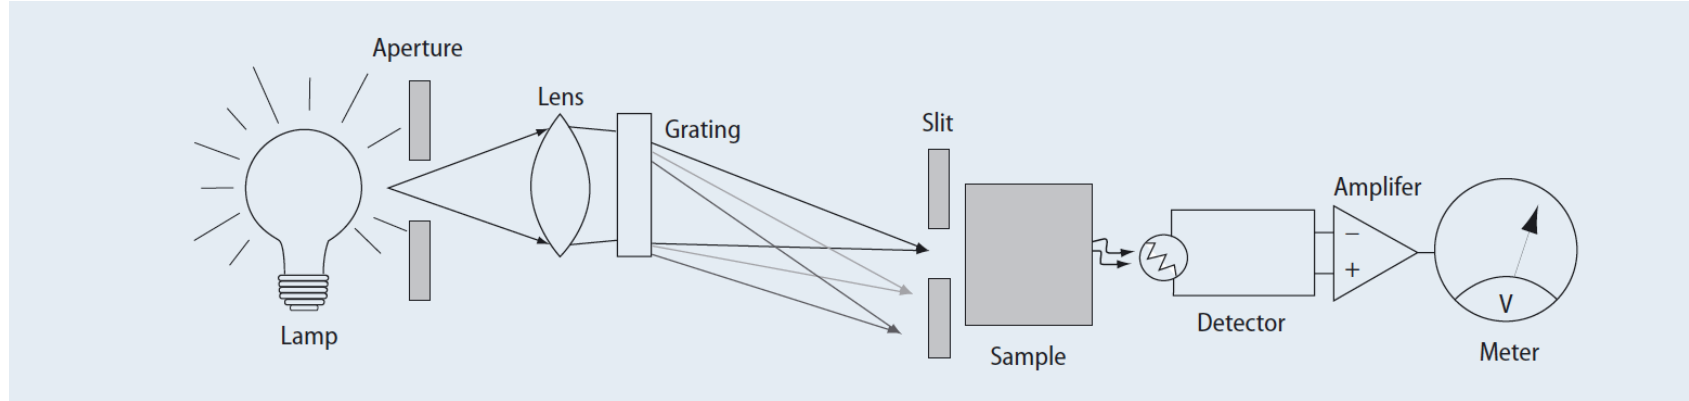 Aperture
Lens
Grating
Slit
Amplifer
Lamp
Sample
Detector
−
+
V
Meter